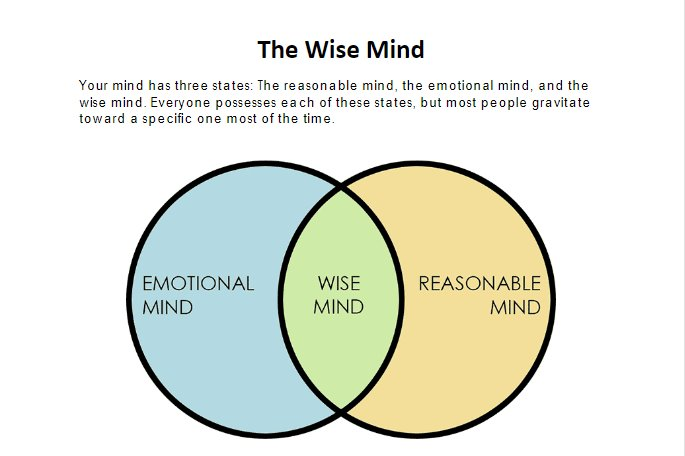 The Wise Mind
Your mind has three states: The reasonable mind, the emotional mind, and the
wise mind. Everyone possesses each of these states, but most people gravitate
toward a specific one most of the time.
EMOTIONAL
MIND
WISE
MIND
REASONABLE
MIND